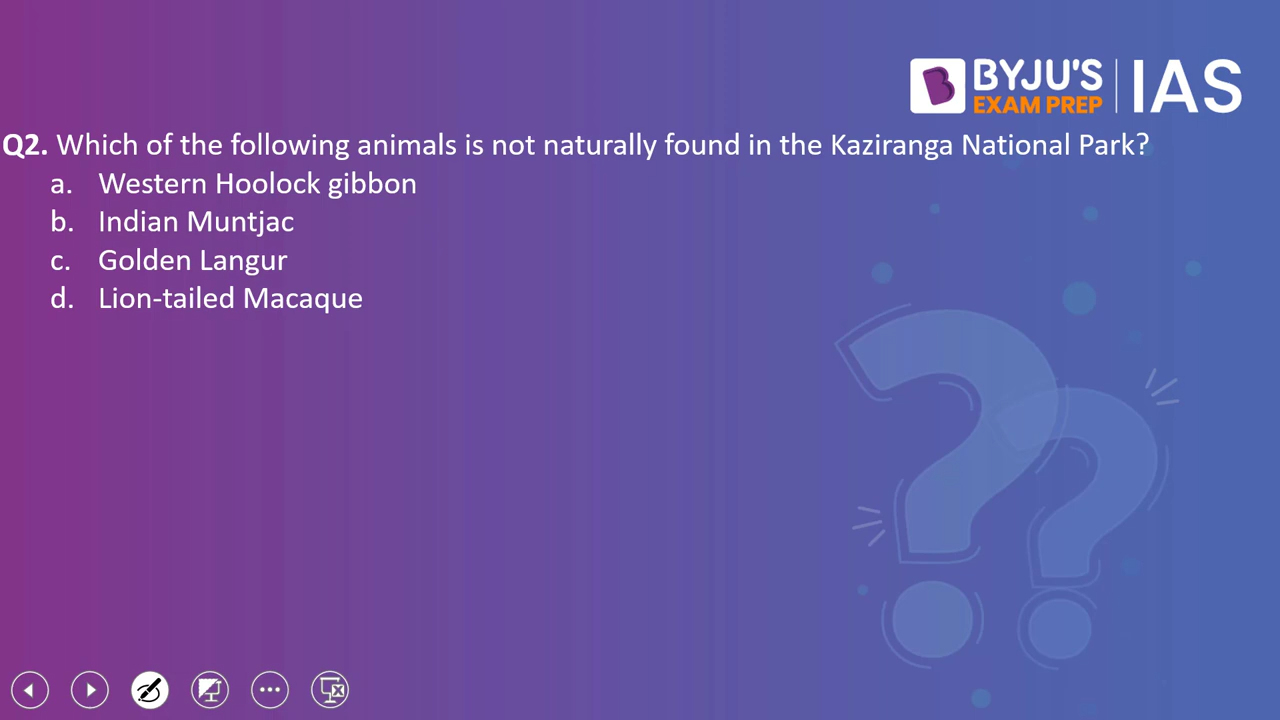 BYJU'S
EXAM PREP
IAS
Q2. Which of the following animals is not naturally found in the Kaziranga National Park?
a. Western Hoolock gibbon
b. Indian Muntjac
c. Golden Langur
d. Lion-tailed Macaque